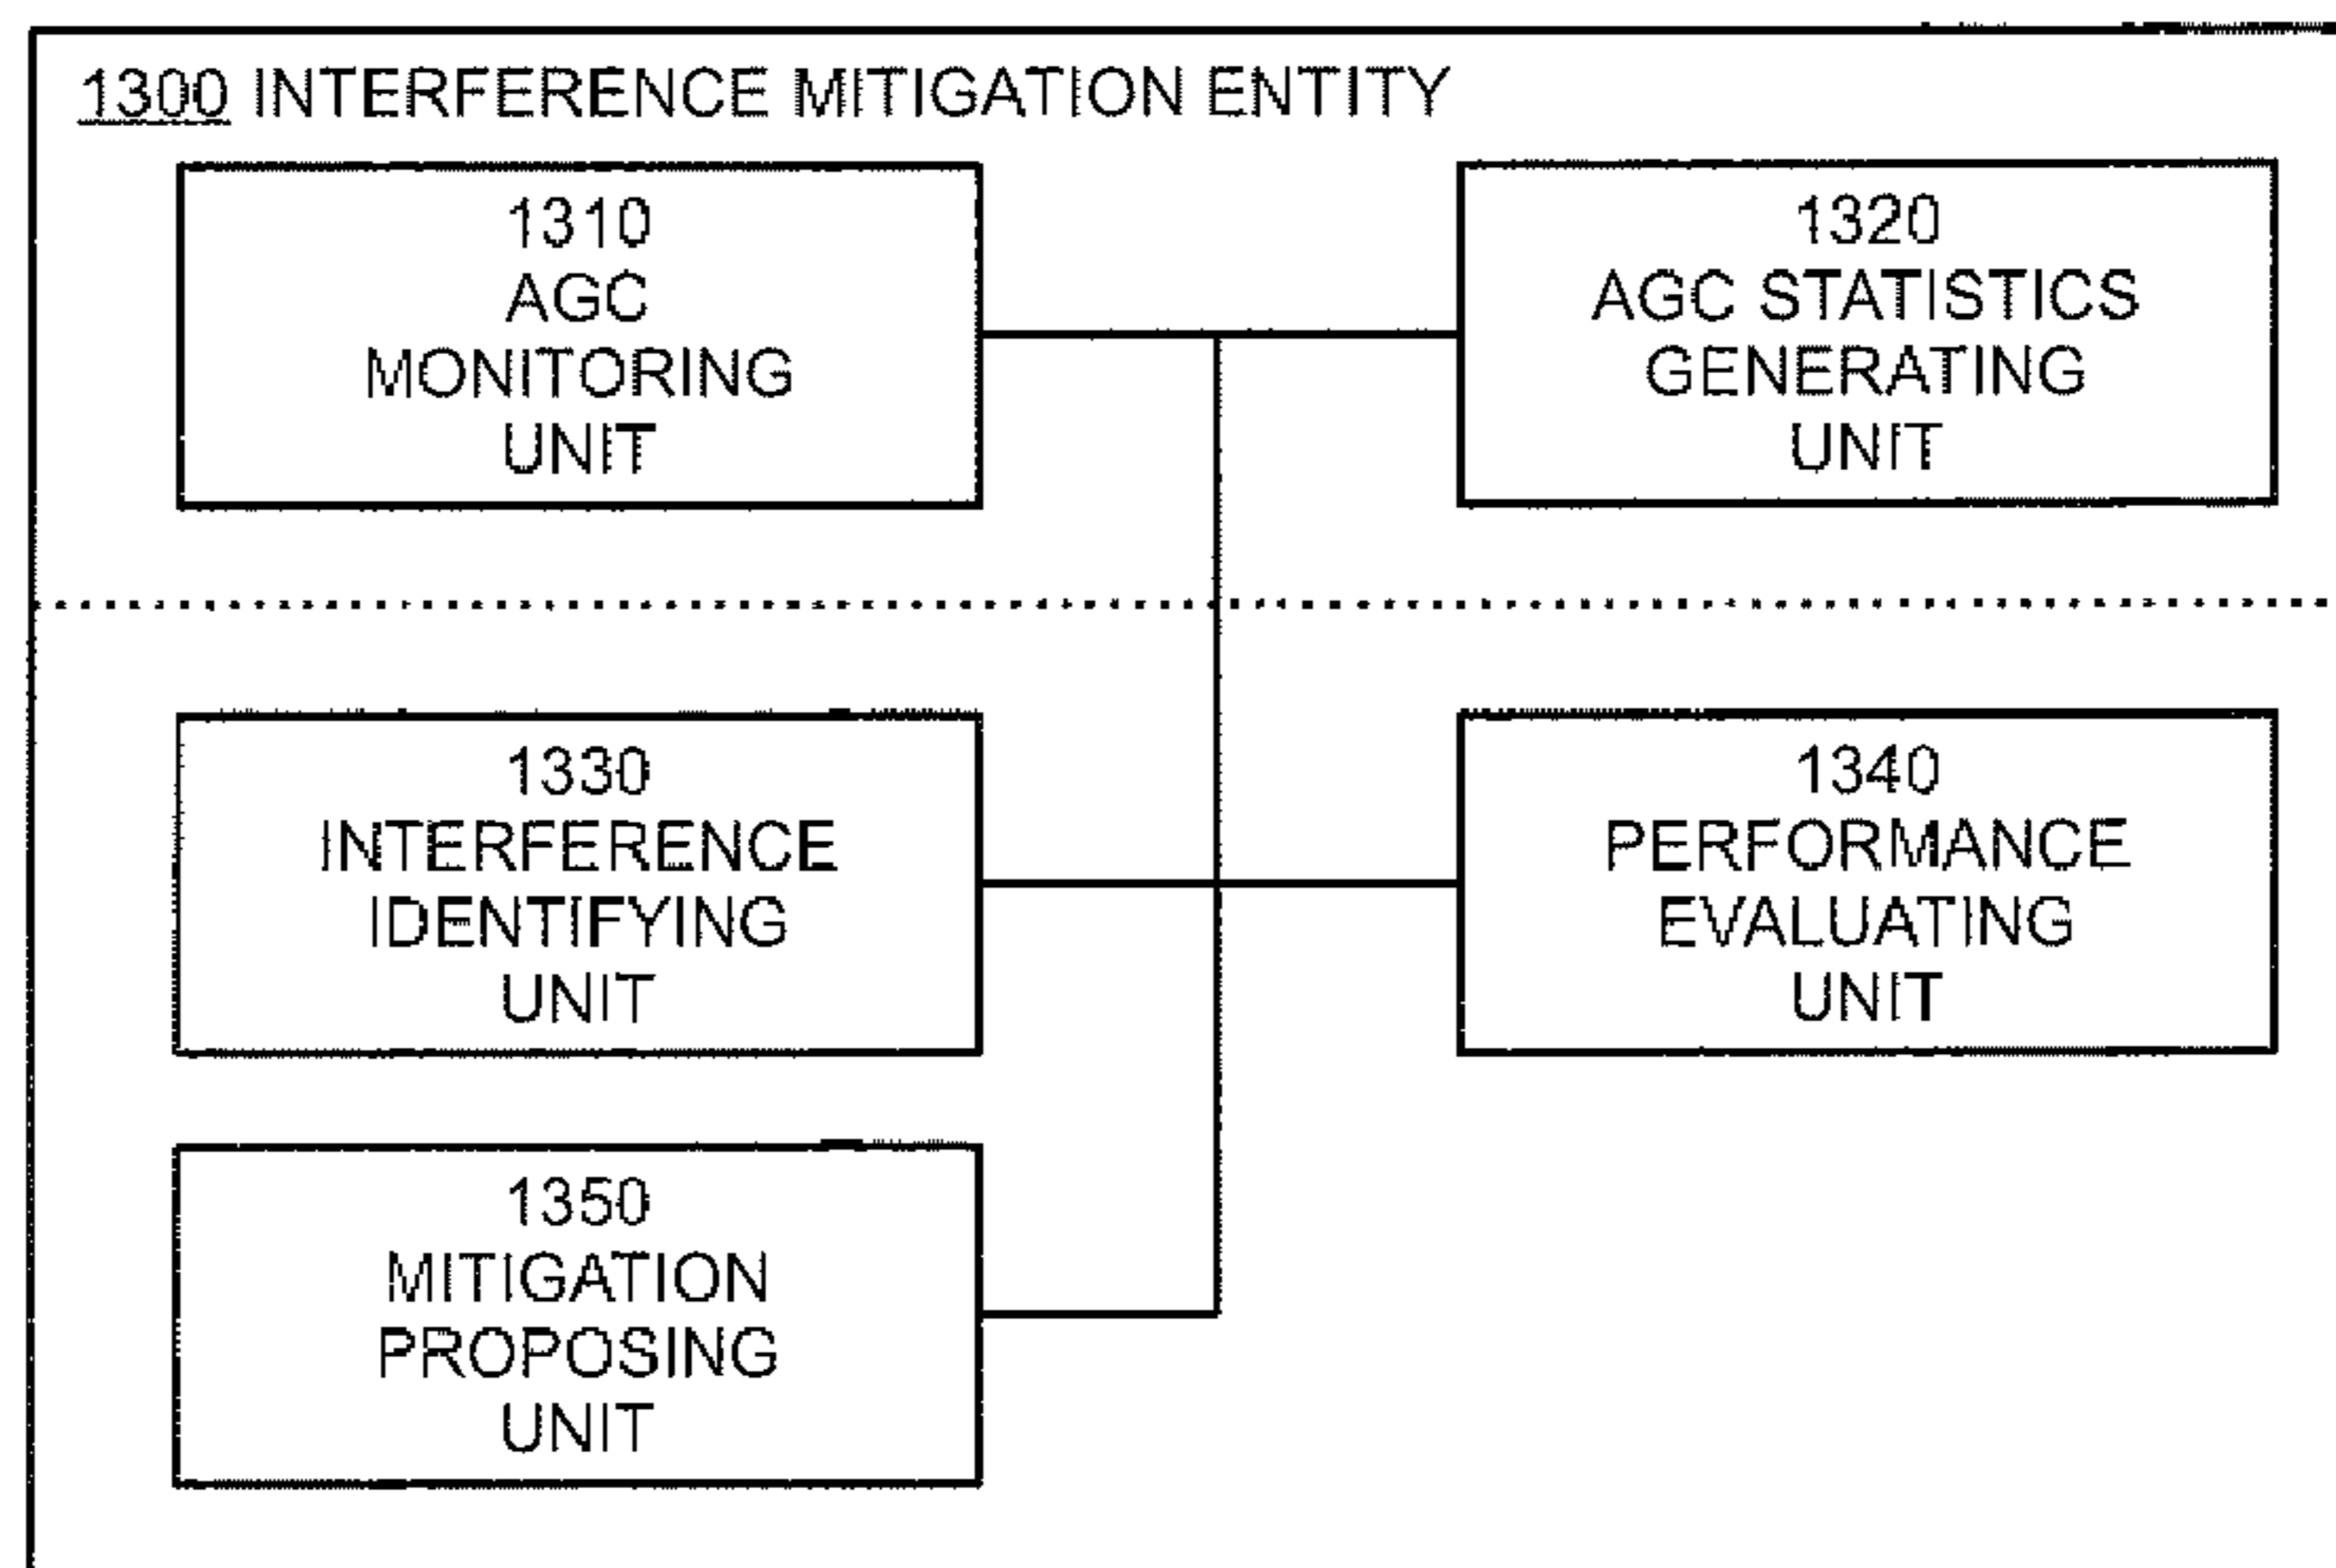 1300 INTERFERENCE MITIGATION ENTITY
1310
AGC
MONITORING
UNIT
1320
AGC STATISTICS
GENERATING
UNIT
1330
INTERFERENCE
IDENTIFYING
UNIT
1340
PERFORMANCE
EVALUATING
UNIT
1350
MITIGATION
PROPOSING
UNIT